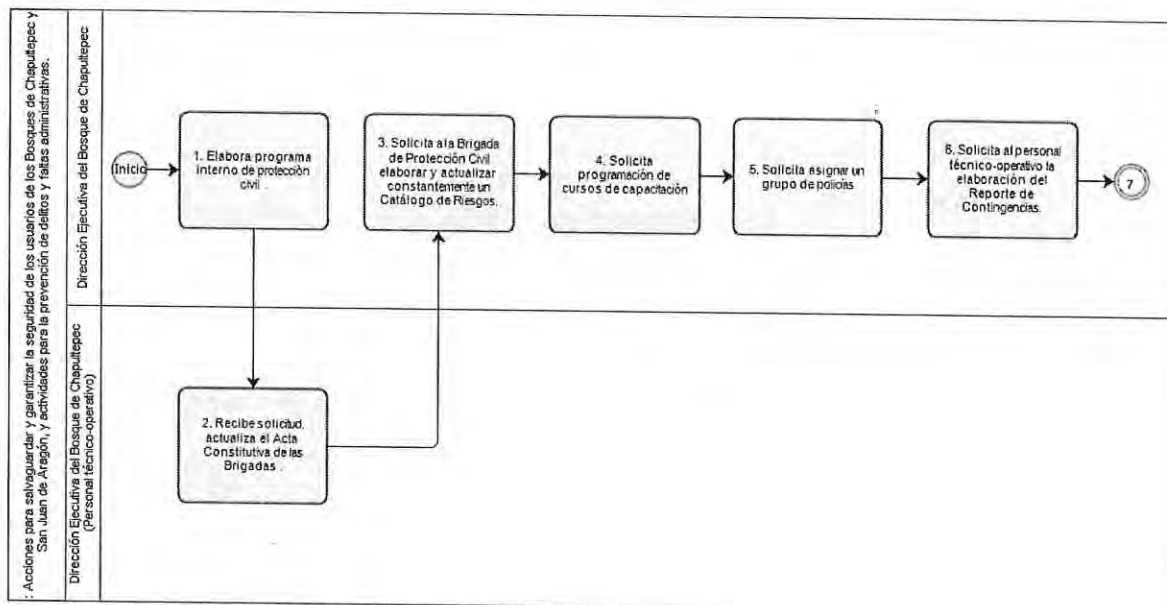 : Acciones para salvaguardar y garantizar la seguridad de los usuarios de los Bosques de Chapultepec y
San Juan de Aragón, y actividades para la prevención de delitos y faltas administrativas.
Dirección Ejecutiva del Bosque de Chapultepec
Inicio
1. Elabora programa
interno de protección
civil .
3. Solicita a la Brigada
de Protección Civil
elaborar y actualizar
constantemente un
Catálogo de Riesgos.
4. Solicita
programación de
cursos de capacitación
5. Solicita asignar un
grupo de policías
6. Solicita al personal
técnico-operativo la
elaboración del
Reporte de
Contingencias.
7
Dirección Ejecutiva del Bosque de Chapultepec
(Personal técnico-operativo)
2. Recibe solicitud,
actualiza el Acta
Constitutiva de las
Brigadas .